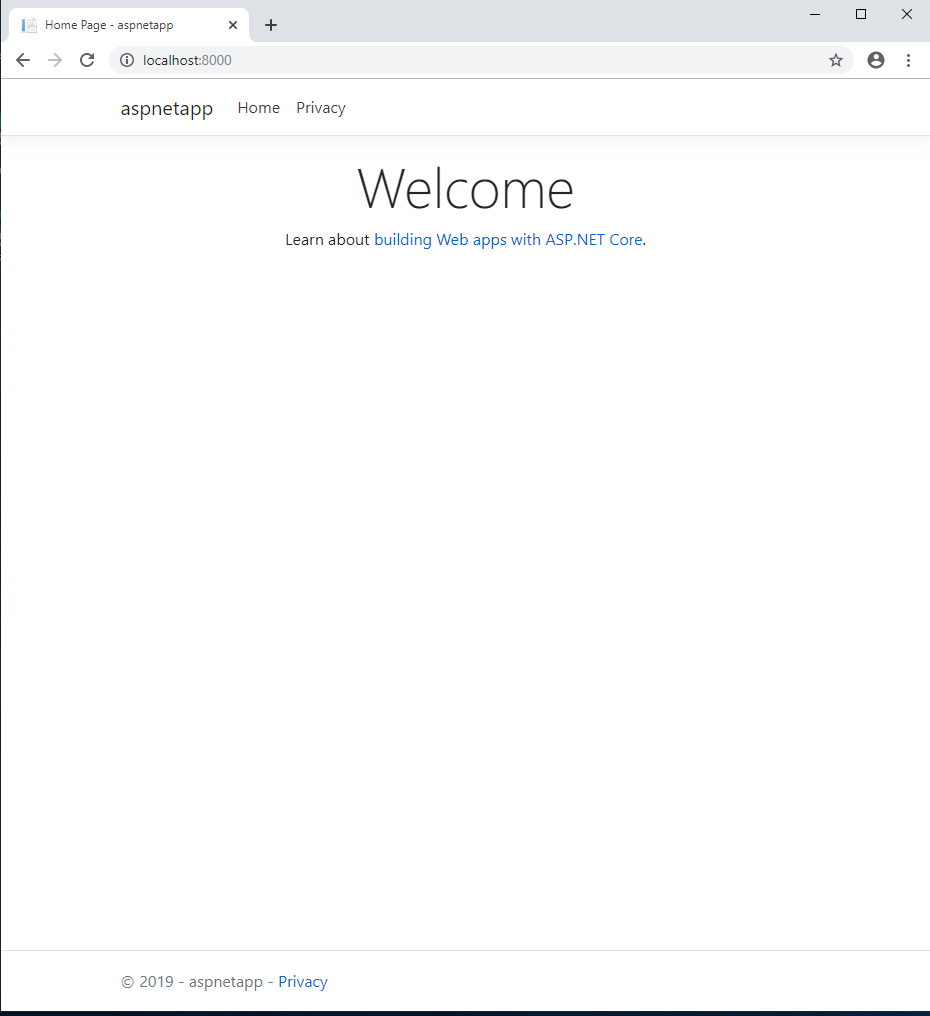 Home Page - aspnetapp
localhost:8000
aspnetapp Home Privacy
Welcome
Learn about building Web apps with ASP.NET Core.
© 2019 - aspnetapp - Privacy